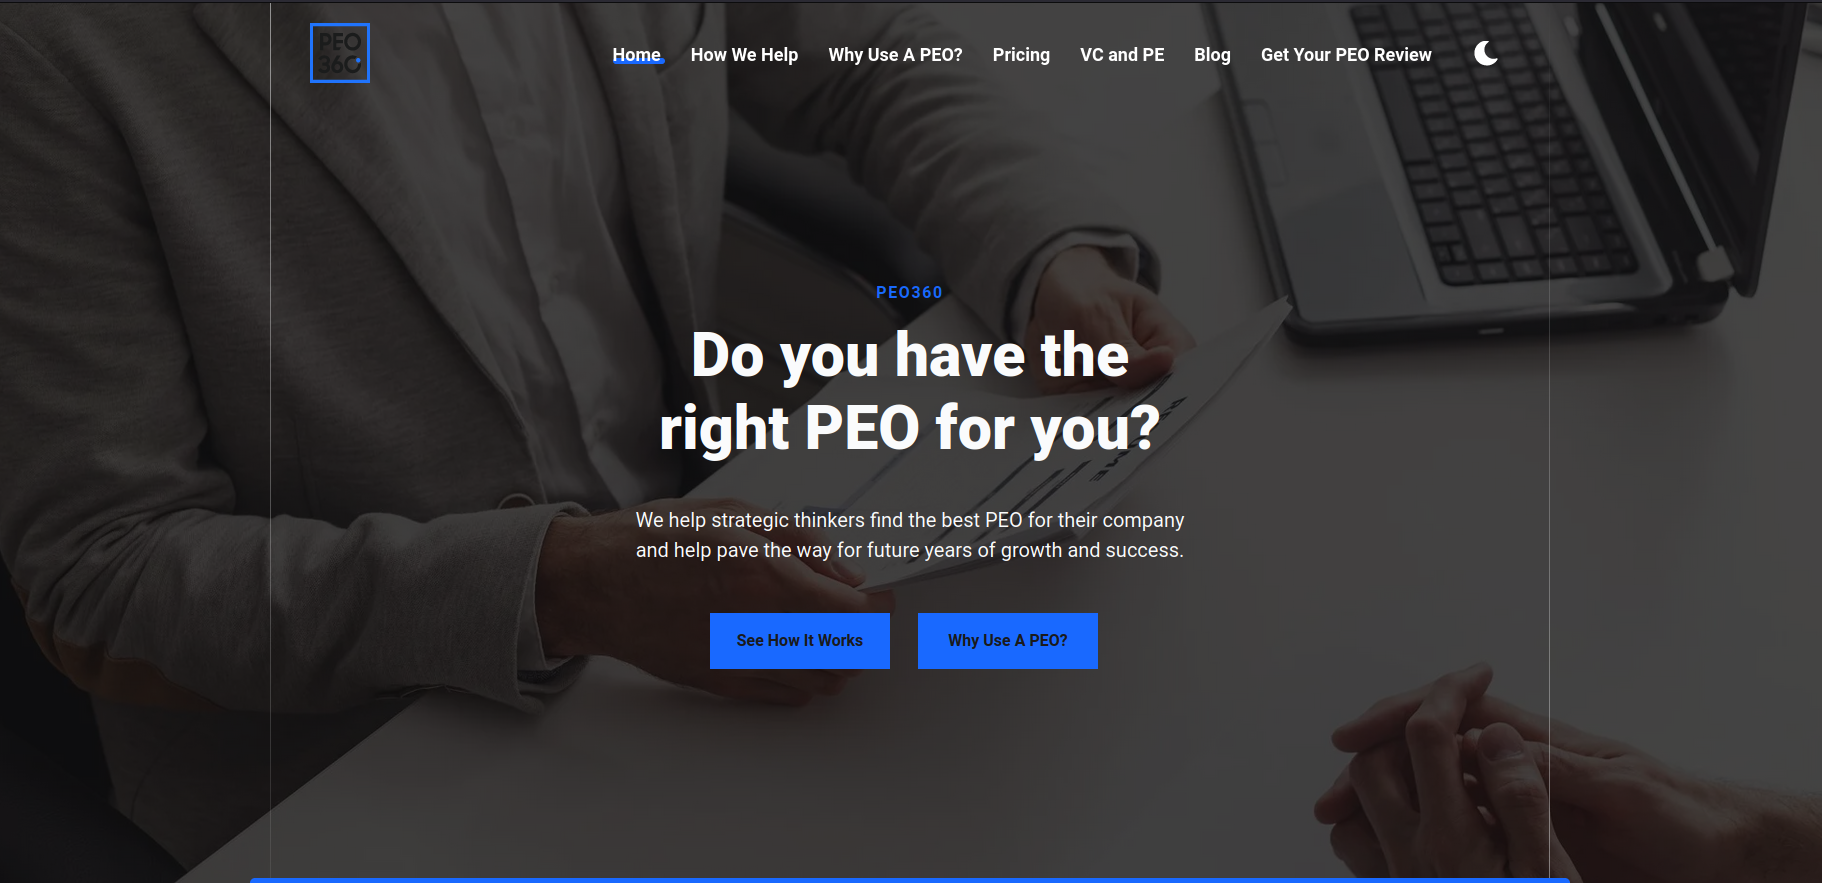 PEO
360
Home How We Help Why Use A PEO? Pricing VC and PE Blog Get Your PEO Review
PEO360
Do you have the
right PEO for you?
We help strategic thinkers find the best PEO for their company
and help pave the way for future years of growth and success.
See How It Works Why Use A PEO?